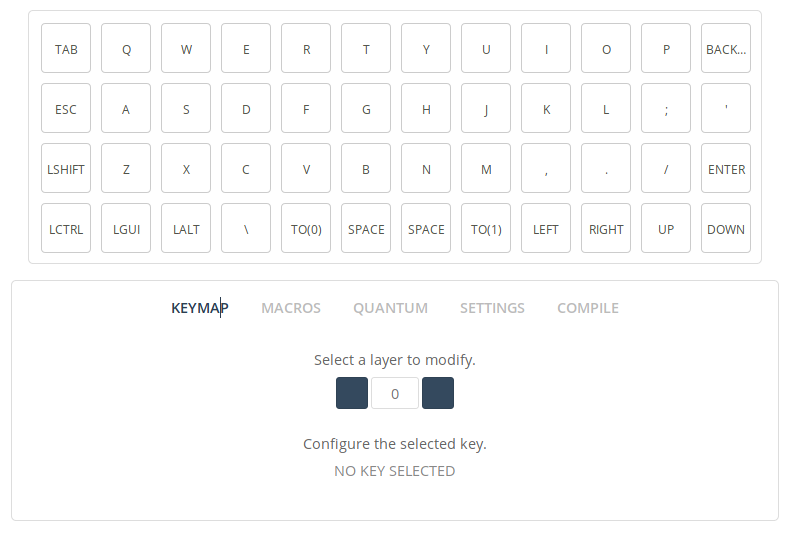 TAB Q W E R T Y U I O P BACK...
ESC A S D F G H J K L ; '
LSHIFT Z X C V B N M , . / ENTER
LCTRL LGUI LALT \ TO(0) SPACE SPACE TO(1) LEFT RIGHT UP DOWN
KEYMAP MACROS QUANTUM SETTINGS COMPILE
Select a layer to modify.
0
Configure the selected key.
NO KEY SELECTED